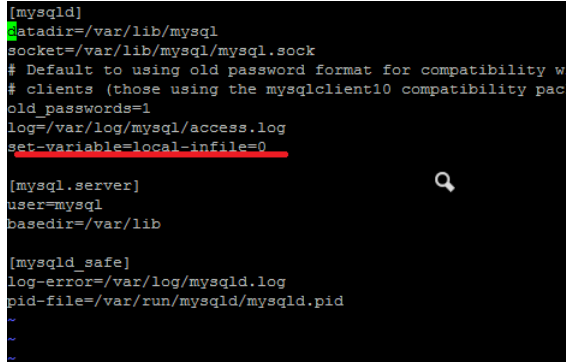 [mysqld]
datadir=/var/lib/mysql
socket=/var/lib/mysql/mysql.sock
# Default to using old password format for compatibility w
# clients (those using the mysqlclient10 compatibility pac
old_passwords=1
log=/var/log/mysql/access.log
set-variable=local-infile=0
[mysql.server]
user=mysql
basedir=/var/lib
[mysqld_safe]
log-error=/var/log/mysqld.log
pid-file=/var/run/mysqld/mysqld.pid
~
~
~